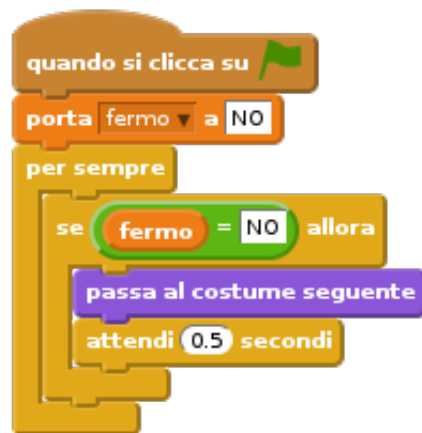 quando si clicca su
porta fermo a NO
per sempre
se fermo = NO allora
passa al costume seguente
attendi 0.5 secondi